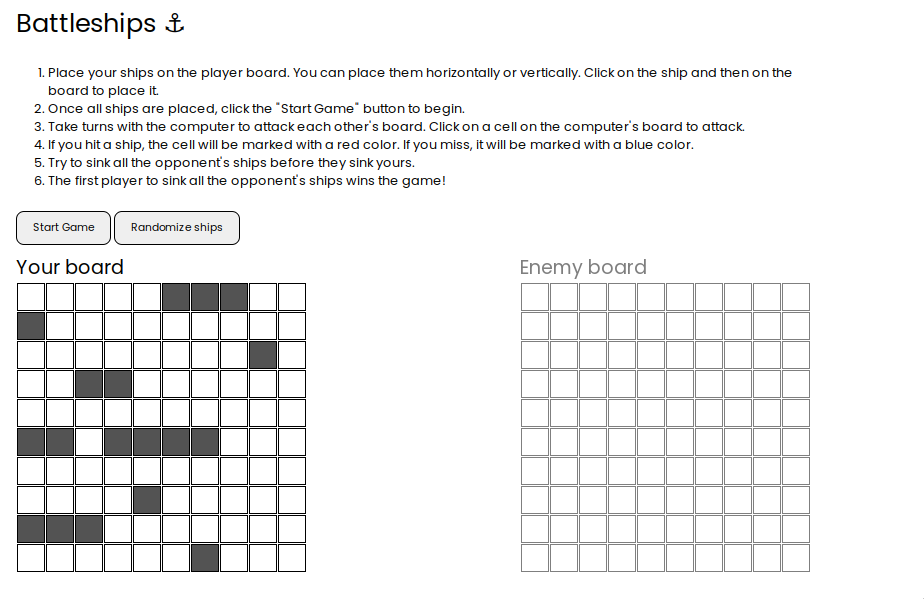 Battleships ⚓
1. Place your ships on the player board. You can place them horizontally or vertically. Click on the ship and then on the
board to place it.
2. Once all ships are placed, click the "Start Game" button to begin.
3. Take turns with the computer to attack each other's board. Click on a cell on the computer's board to attack.
4. If you hit a ship, the cell will be marked with a red color. If you miss, it will be marked with a blue color.
5. Try to sink all the opponent's ships before they sink yours.
6. The first player to sink all the opponent's ships wins the game!
Start Game Randomize ships
Your board Enemy board